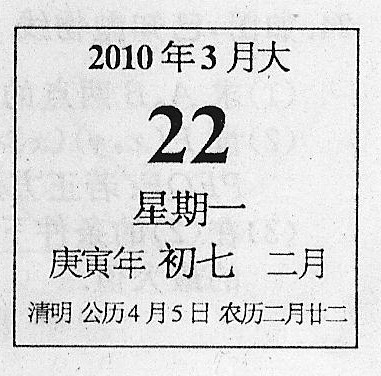 2010年3月大
22
星期一
庚寅年 初七 二月
清明 公历4月5日 农历二月廿二